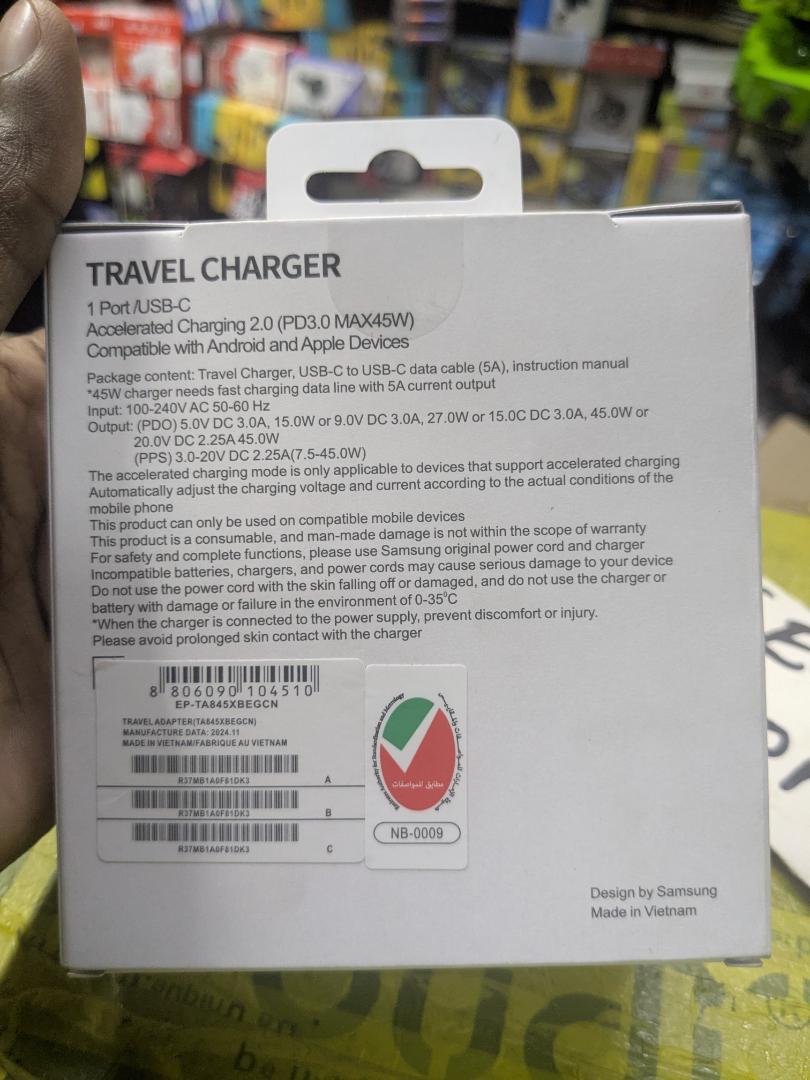 TRAVEL CHARGER
1 Port /USB-C
Accelerated Charging 2.0 (PD3.0 MAX45W)
Compatible with Android and Apple Devices
Package content: Travel Charger, USB-C to USB-C data cable (5A), instruction manual
*45W charger needs fast charging data line with 5A current output
Input: 100-240V AC 50-60 Hz
Output: (PDO) 5.0V DC 3.0A, 15.0W or 9.0V DC 3.0A, 27.0W or 15.0C DC 3.0A, 45.0W or
20.0V DC 2.25A 45.0W
(PPS) 3.0-20V DC 2.25A(7.5-45.0W)
The accelerated charging mode is only applicable to devices that support accelerated charging
Automatically adjust the charging voltage and current according to the actual conditions of the
mobile phone
This product can only be used on compatible mobile devices
This product is a consumable, and man-made damage is not within the scope of warranty
For safety and complete functions, please use Samsung original power cord and charger
Incompatible batteries, chargers, and power cords may cause serious damage to your device
Do not use the power cord with the skin falling off or damaged, and do not use the charger or
battery with damage or failure in the environment of 0-35°C
*When the charger is connected to the power supply, prevent discomfort or injury.
Please avoid prolonged skin contact with the charger
8 806090 104510
EP-TA845XBEGCN
TRAVEL ADAPTER(TA845XBEGCN)
MANUFACTURE DATA: 2024.11
MADE IN VIETNAM/FABRIQUE AU VIETNAM
R37MB1A0F81DK3 A
R37MB1A0F81DK3 B
R37MB1A0F81DK3 C
Emirates Authority for Standardization and Metrology
مطابق للمواصفات
NB-0009
Design by Samsung
Made in Vietnam